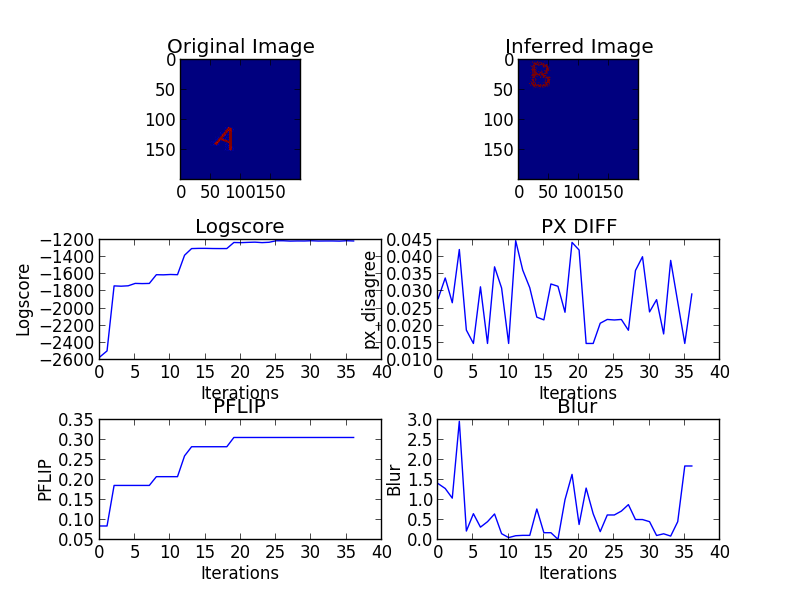 Original Image Inferred Image
0 0
50 50
100 100
150 150
A B
0 50 100 150 0 50 100 150
Logscore PX DIFF
−1200 0.045
−1400 0.040
−1600 0.035
−1800 0.030
−2000 0.025
−2200 0.020
−2400 0.015
−2600 0.010
Logscore px_disagree
0 5 10 15 20 25 30 35 40 0 5 10 15 20 25 30 35 40
Iterations Iterations
PFLIP Blur
0.35 3.0
0.30 2.5
0.25 2.0
0.20 1.5
0.15 1.0
0.10 0.5
0.05 0.0
PFLIP Blur
0 5 10 15 20 25 30 35 40 0 5 10 15 20 25 30 35 40
Iterations Iterations